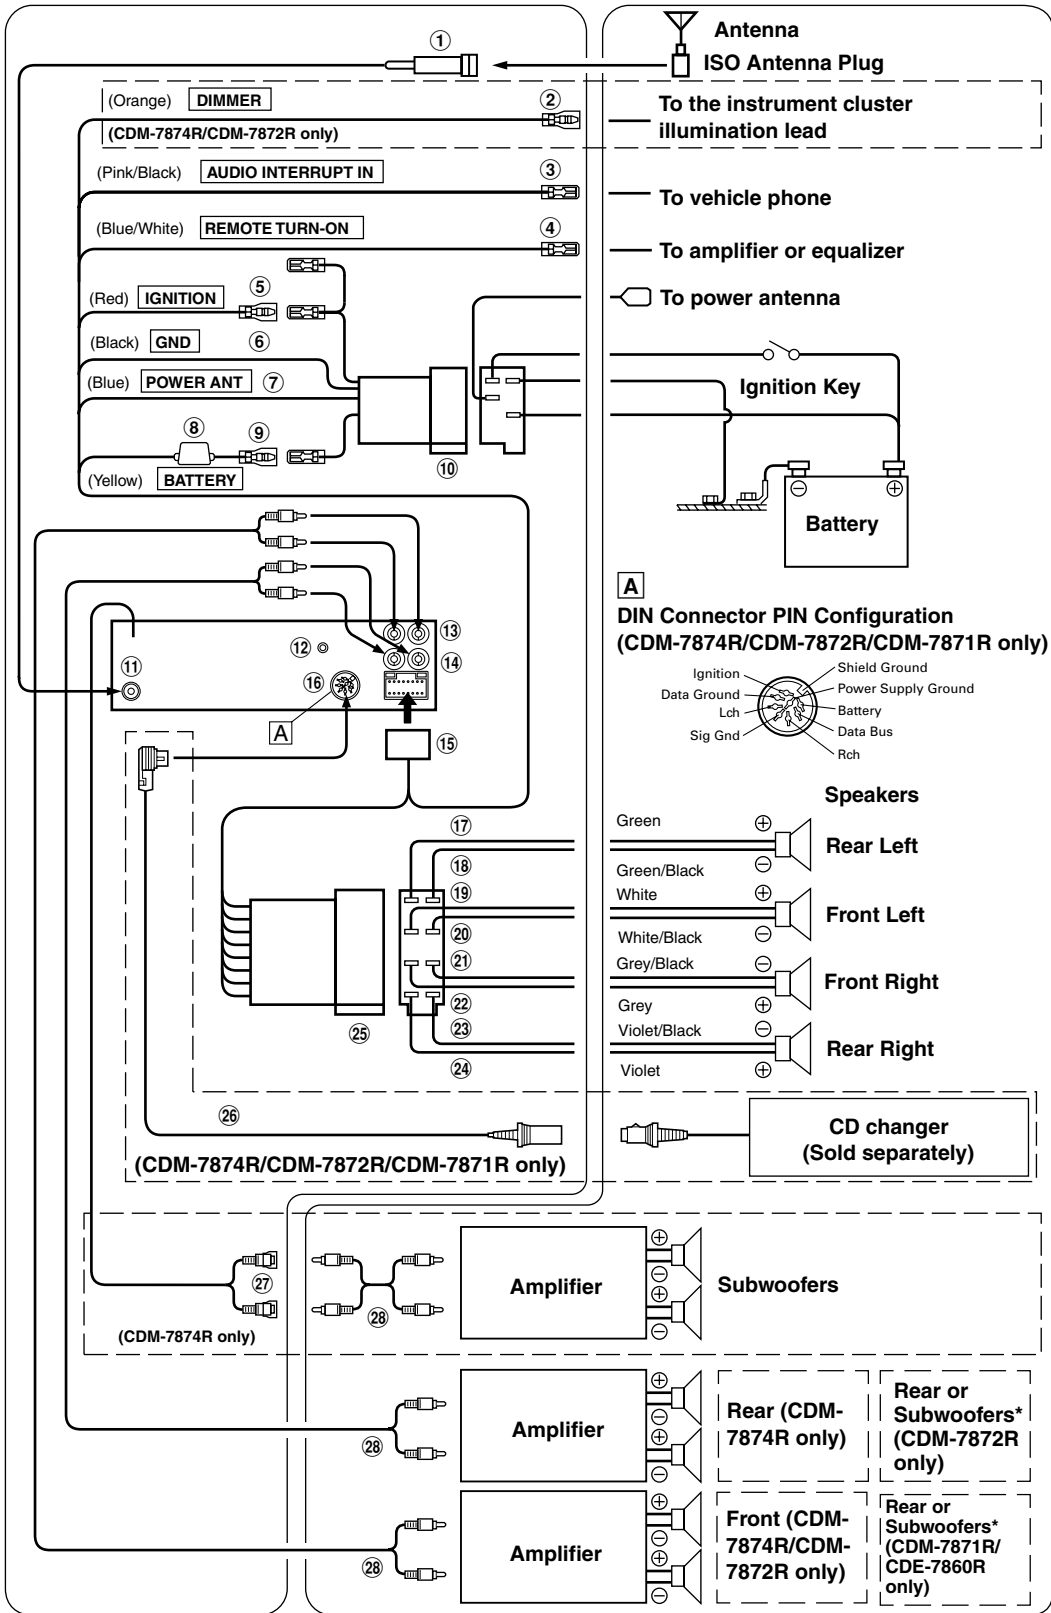 Antenna
① ISO Antenna Plug
(Orange) DIMMER ②
(CDM-7874R/CDM-7872R only)
To the instrument cluster
illumination lead
(Pink/Black) AUDIO INTERRUPT IN ③
To vehicle phone
(Blue/White) REMOTE TURN-ON ④
To amplifier or equalizer
(Red) IGNITION ⑤
To power antenna
(Black) GND ⑥
(Blue) POWER ANT ⑦
Ignition Key
⑧ ⑨
⑩
(Yellow) BATTERY
⊖ ⊕
Battery
A
DIN Connector PIN Configuration
(CDM-7874R/CDM-7872R/CDM-7871R only)
Ignition
Data Ground
Lch
Sig Gnd
Shield Ground
Power Supply Ground
Battery
Data Bus
Rch
⑪
⑫
⑬
⑭
⑯
A
⑮
Speakers
⑰ Green ⊕
Rear Left
⑱ Green/Black ⊖
⑲ White ⊕
Front Left
⑳ White/Black ⊖
㉑ Grey/Black ⊖
Front Right
㉒ Grey ⊕
㉓ Violet/Black ⊖
Rear Right
㉔ Violet ⊕
㉕
㉖
(CDM-7874R/CDM-7872R/CDM-7871R only)
CD changer
(Sold separately)
㉗
㉘
(CDM-7874R only)
Amplifier
⊕
⊖
⊕
⊖
Subwoofers
㉘
Amplifier
⊕
⊖
⊕
⊖
Rear (CDM-
7874R only)
Rear or
Subwoofers*
(CDM-7872R
only)
㉘
Amplifier
⊕
⊖
⊕
⊖
Front (CDM-
7874R/CDM-
7872R only)
Rear or
Subwoofers*
(CDM-7871R/
CDE-7860R
only)